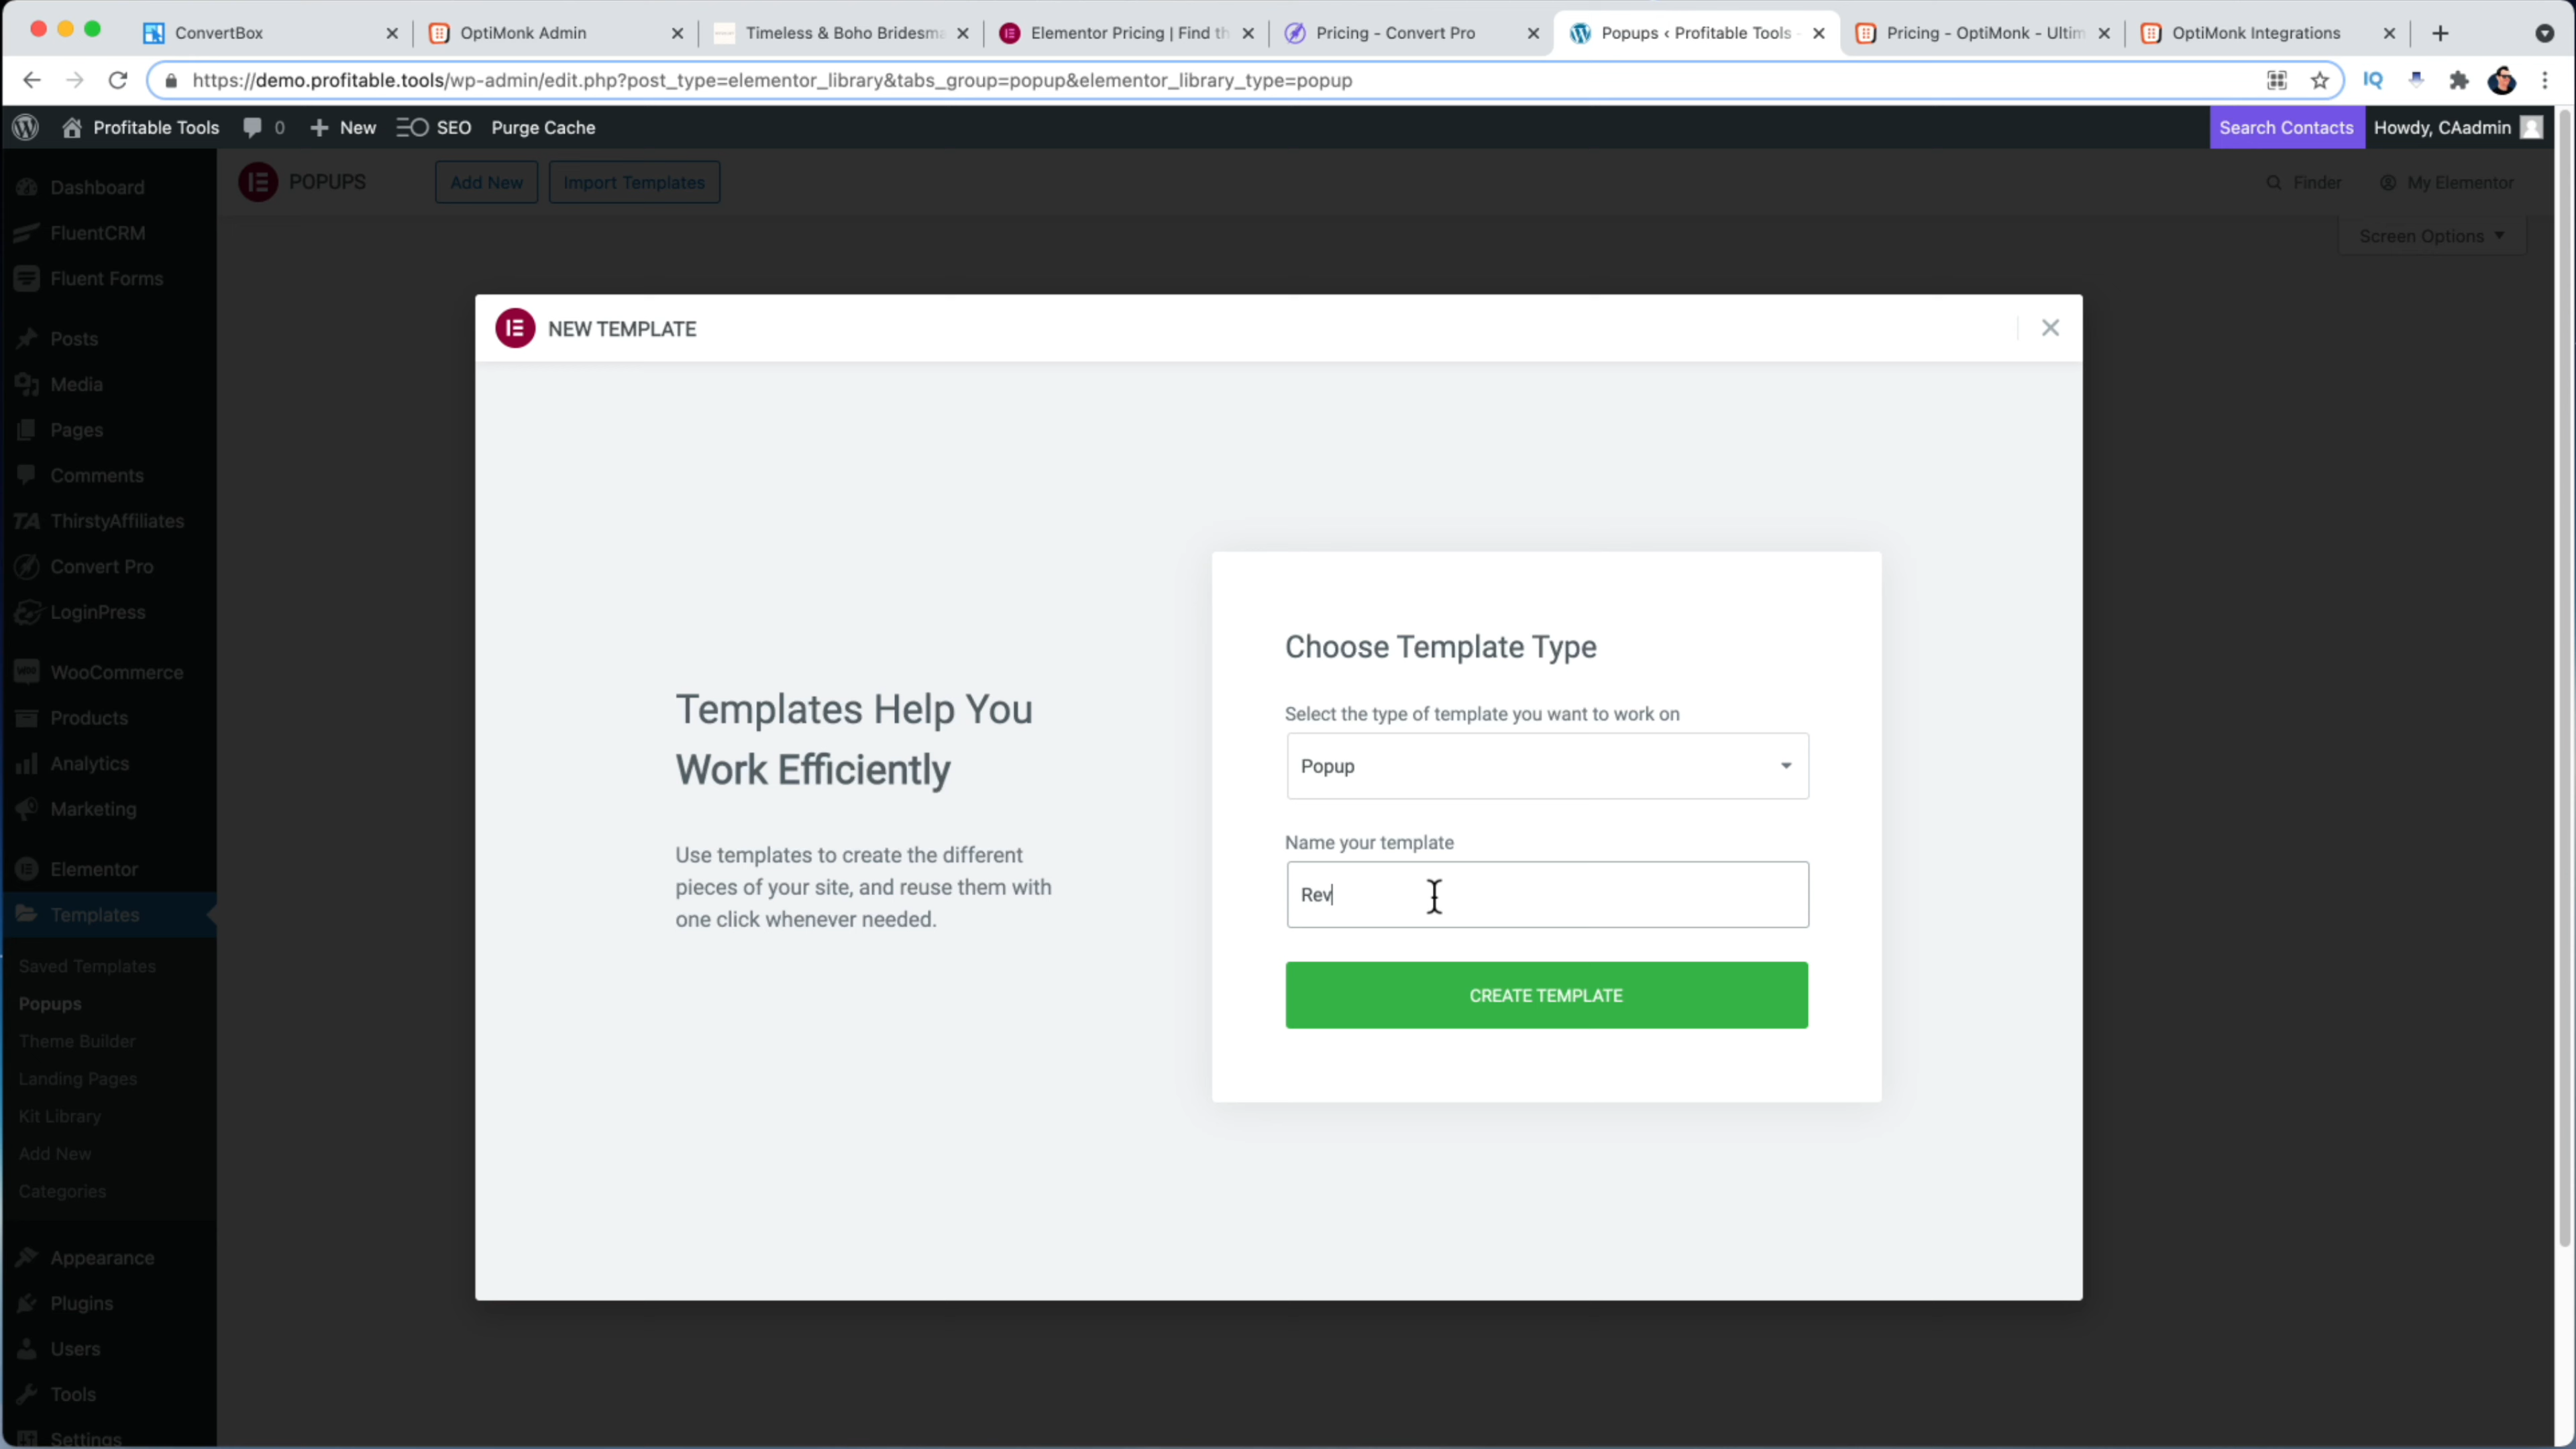 ConvertBox
OptiMonk Admin
Timeless & Boho Bridesma
Elementor Pricing | Find th
Pricing - Convert Pro
Popups ‹ Profitable Tools -
Pricing - OptiMonk - Ultim
OptiMonk Integrations
https://demo.profitable.tools/wp-admin/edit.php?post_type=elementor_library&tabs_group=popup&elementor_library_type=popup
IQ
Profitable Tools
0
New
SEO
Purge Cache
Search Contacts
Howdy, CAadmin
Dashboard
FluentCRM
Fluent Forms
Posts
Media
Pages
Comments
TA ThirstyAffiliates
Convert Pro
LoginPress
WooCommerce
Products
Analytics
Marketing
Elementor
Templates
Saved Templates
Popups
Theme Builder
Landing Pages
Kit Library
Add New
Categories
Appearance
Plugins
Users
Tools
Settings
POPUPS
Add New
Import Templates
Finder
My Elementor
Screen Options
NEW TEMPLATE
Templates Help You
Work Efficiently
Use templates to create the different
pieces of your site, and reuse them with
one click whenever needed.
Choose Template Type
Select the type of template you want to work on
Popup
Name your template
Rev
CREATE TEMPLATE